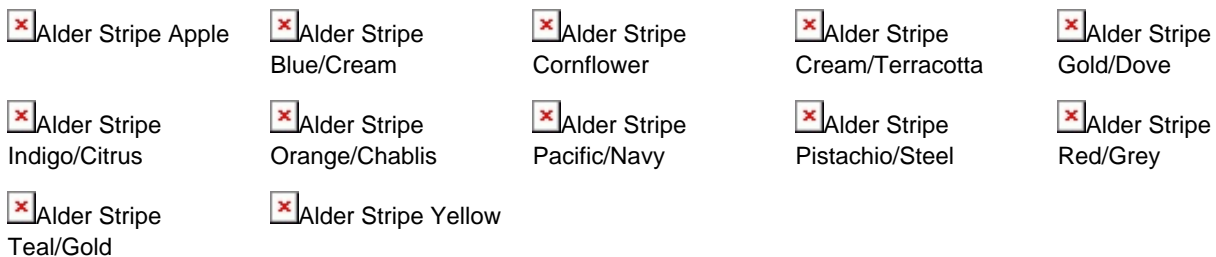 Alder Stripe Apple
Alder Stripe
Blue/Cream
Alder Stripe
Cornflower
Alder Stripe
Cream/Terracotta
Alder Stripe
Gold/Dove
Alder Stripe
Indigo/Citrus
Alder Stripe
Orange/Chablis
Alder Stripe
Pacific/Navy
Alder Stripe
Pistachio/Steel
Alder Stripe
Red/Grey
Alder Stripe
Teal/Gold
Alder Stripe Yellow